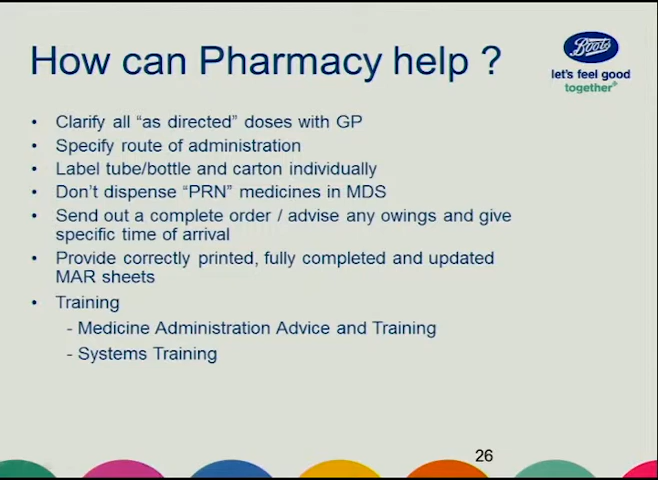 How can Pharmacy help ?
Boots
let's feel good
together®
• Clarify all “as directed” doses with GP
• Specify route of administration
• Label tube/bottle and carton individually
• Don’t dispense “PRN” medicines in MDS
• Send out a complete order / advise any owings and give
specific time of arrival
• Provide correctly printed, fully completed and updated
MAR sheets
• Training
- Medicine Administration Advice and Training
- Systems Training
26